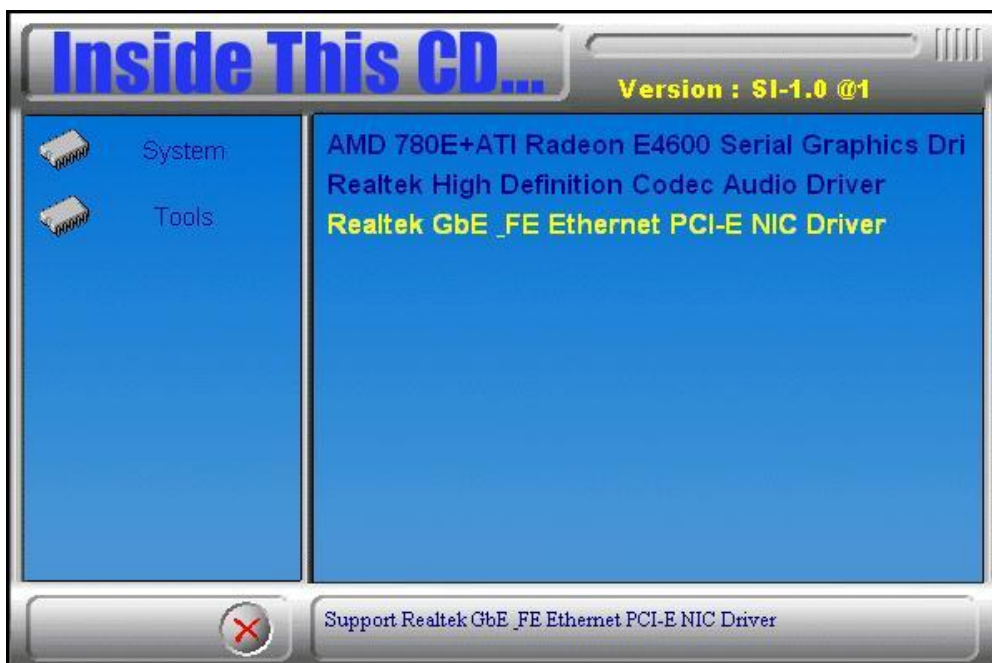 Inside This CD...
Version : SI-1.0 @1
System
Tools
AMD 780E+ATI Radeon E4600 Serial Graphics Dri
Realtek High Definition Codec Audio Driver
Realtek GbE _FE Ethernet PCI-E NIC Driver
Support Realtek GbE _FE Ethernet PCI-E NIC Driver